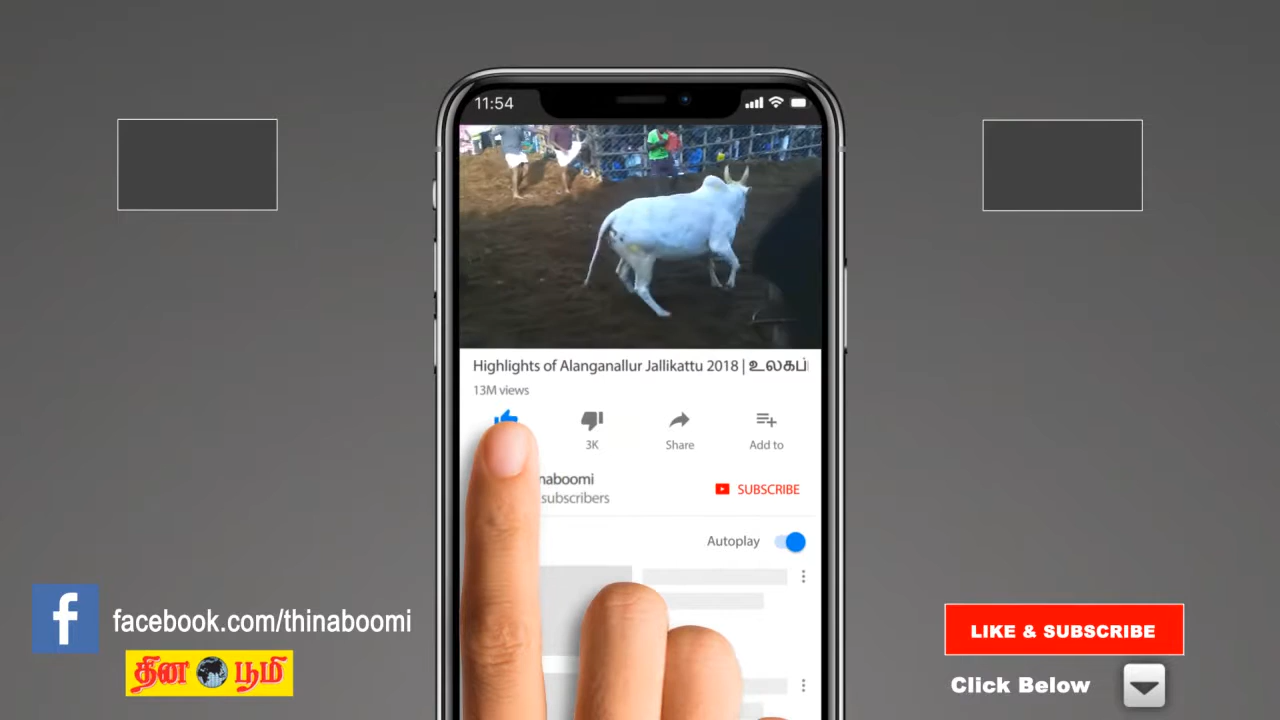 11:54
Highlights of Alanganallur Jallikattu 2018 | உலகப்
13M views
3K
Share
Add to
naboomi
subscribers
SUBSCRIBE
Autoplay
facebook.com/thinaboomi
தின பூமி
LIKE & SUBSCRIBE
Click Below